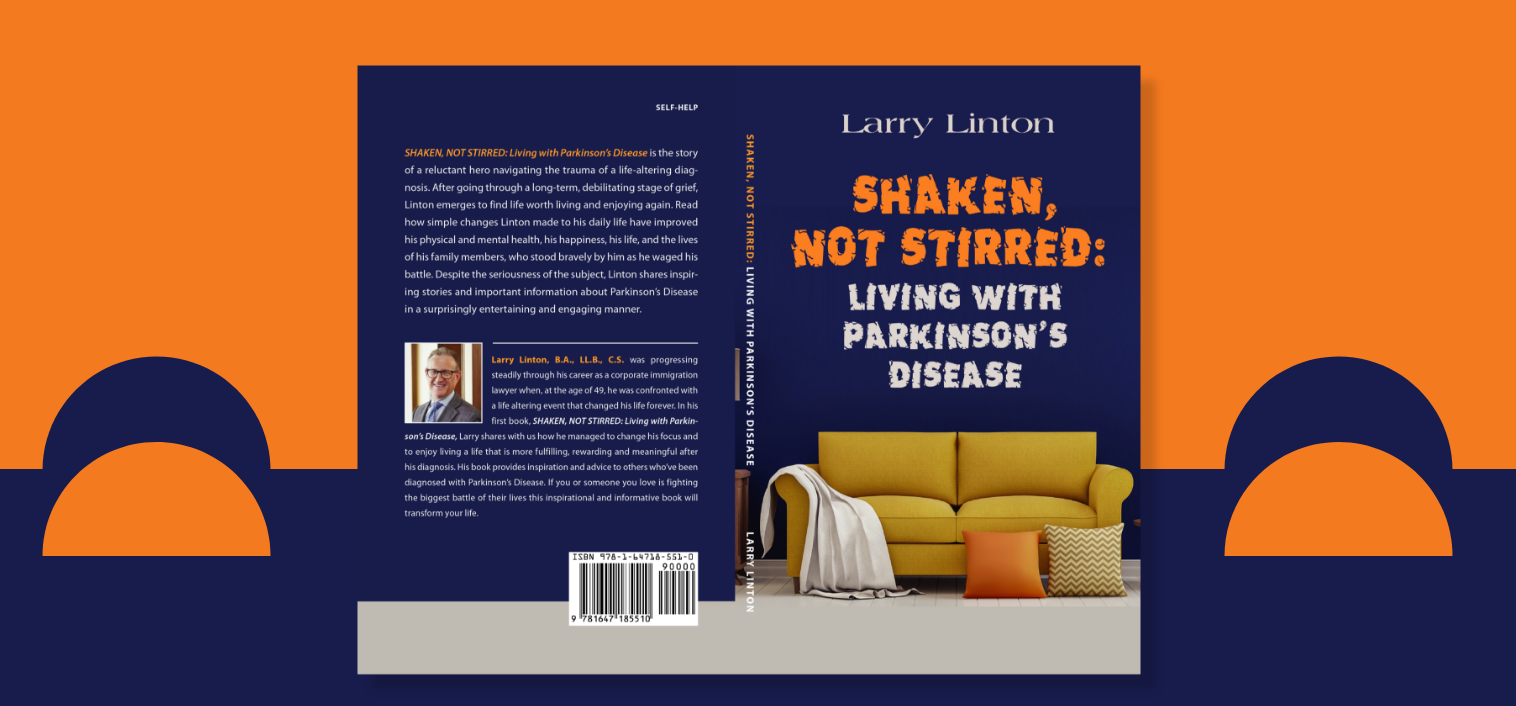 SELF-HELP
SHAKEN, NOT STIRRED: Living with Parkinson's Disease is the story
of a reluctant hero navigating the trauma of a life-altering diag-
nosis. After going through a long-term, debilitating stage of grief,
Linton emerges to find life worth living and enjoying again. Read
how simple changes Linton made to his daily life have improved
his physical and mental health, his happiness, his life, and the lives
of his family members, who stood bravely by him as he waged his
battle. Despite the seriousness of the subject, Linton shares inspir-
ing stories and important information about Parkinson's Disease
in a surprisingly entertaining and engaging manner.
Larry Linton, B.A., LL.B., C.S. was progressing
steadily through his career as a corporate immigration
lawyer when, at the age of 49, he was confronted with
a life altering event that changed his life forever. In his
first book, SHAKEN, NOT STIRRED: Living with Parkin-
son's Disease, Larry shares with us how he managed to change his focus and
to enjoy living a life that is more fulfilling, rewarding and meaningful after
his diagnosis. His book provides inspiration and advice to others who've been
diagnosed with Parkinson's Disease. If you or someone you love is fighting
the biggest battle of their lives this inspirational and informative book will
transform your life.
ISBN 978-1-64718-551-0
90000
9 781647 185510
SHAKEN, NOT STIRRED: LIVING WITH PARKINSON'S DISEASE
LARRY LINTON
Larry Linton
SHAKEN,
NOT STIRRED:
LIVING WITH
PARKINSON'S
DISEASE